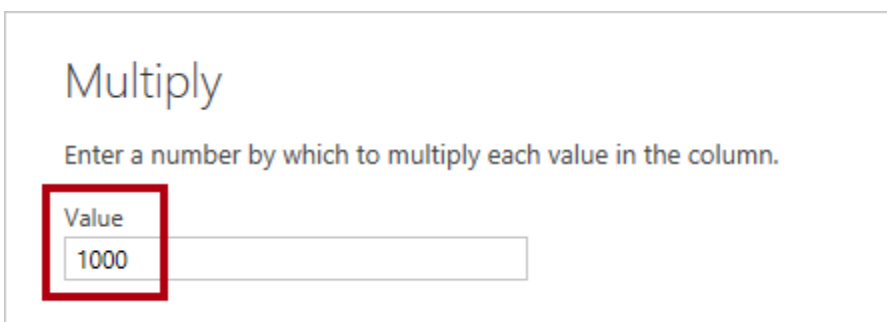 Multiply
Enter a number by which to multiply each value in the column.
Value
1000